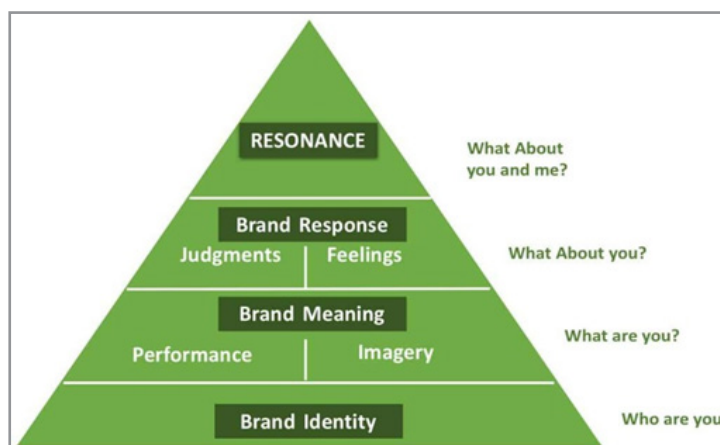 RESONANCE
What About
you and me?
Brand Response
Judgments
Feelings
What About you?
Brand Meaning
Performance
Imagery
What are you?
Brand Identity
Who are you